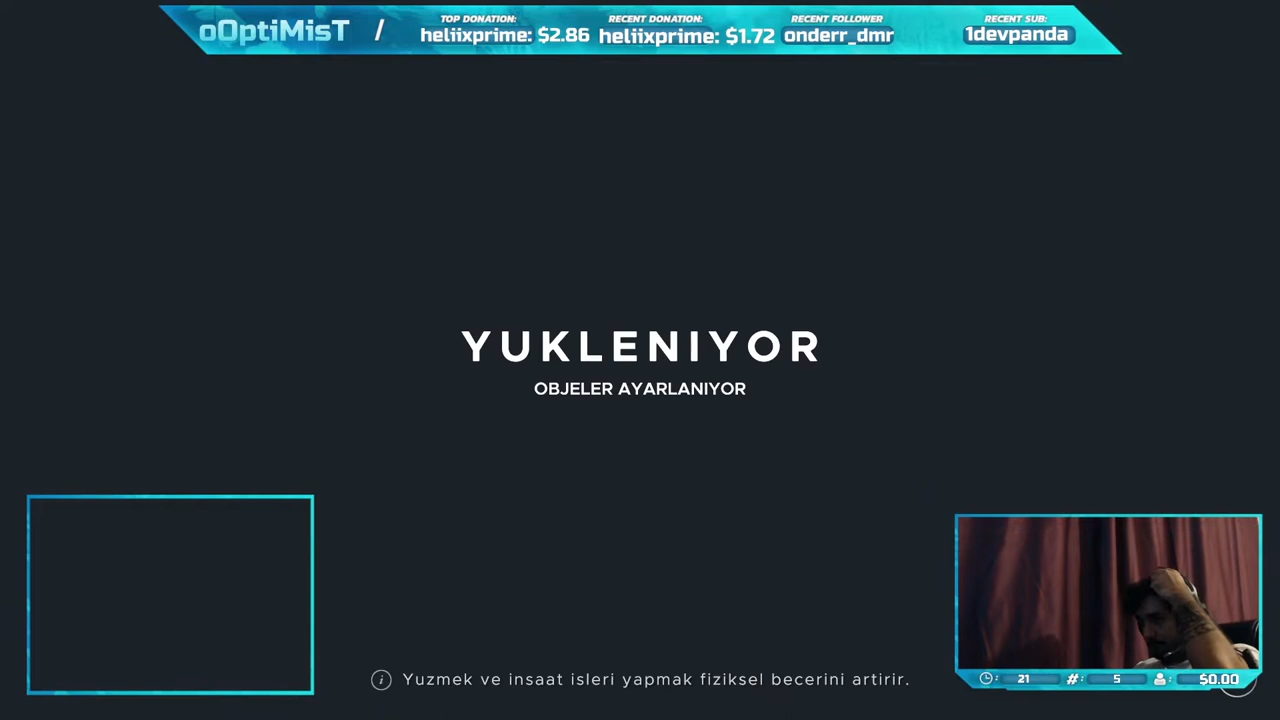 oOptiMisT /
TOP DONATION:
heliixprime: $2.86
RECENT DONATION:
heliixprime: $1.72
RECENT FOLLOWER
onderr_dmr
RECENT SUB:
1devpanda
YUKLENIYOR
OBJELER AYARLANIYOR
Yuzmek ve insaat isleri yapmak fiziksel becerini artirir.
: 21 #: 5 : $0.00